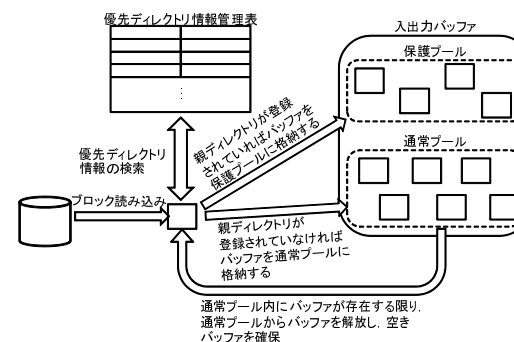 優先ディレクトリ情報管理表
入出力バッファ
保護プール
親ディレクトリが登録
されていればバッファを
保護プールに格納する
優先ディレクトリ
情報の検索
通常プール
ブロック読み込み
親ディレクトリが
登録されていなければ
バッファを通常プールに
格納する
通常プール内にバッファが存在する限り,
通常プールからバッファを解放し, 空き
バッファを確保